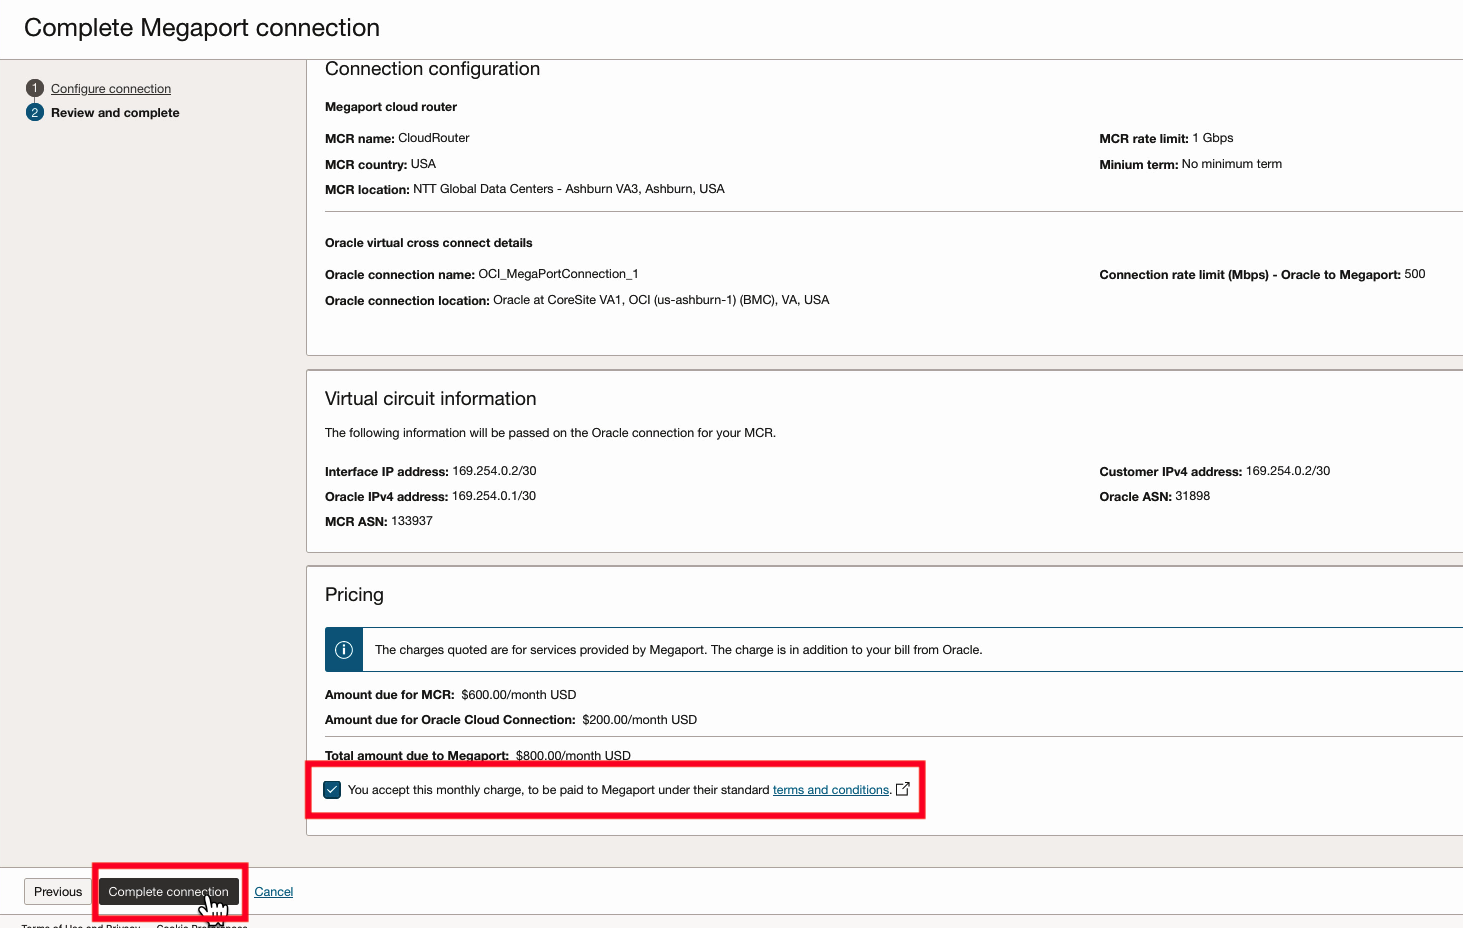 Complete Megaport connection
1 Configure connection
2 Review and complete
Connection configuration
Megaport cloud router
MCR name: CloudRouter
MCR rate limit: 1 Gbps
MCR country: USA
Minium term: No minimum term
MCR location: NTT Global Data Centers - Ashburn VA3, Ashburn, USA
Oracle virtual cross connect details
Oracle connection name: OCI_MegaPortConnection_1
Connection rate limit (Mbps) - Oracle to Megaport: 500
Oracle connection location: Oracle at CoreSite VA1, OCI (us-ashburn-1) (BMC), VA, USA
Virtual circuit information
The following information will be passed on the Oracle connection for your MCR.
Interface IP address: 169.254.0.2/30
Customer IPv4 address: 169.254.0.2/30
Oracle IPv4 address: 169.254.0.1/30
Oracle ASN: 31898
MCR ASN: 133937
Pricing
The charges quoted are for services provided by Megaport. The charge is in addition to your bill from Oracle.
Amount due for MCR: $600.00/month USD
Amount due for Oracle Cloud Connection: $200.00/month USD
Total amount due to Megaport: $800.00/month USD
You accept this monthly charge, to be paid to Megaport under their standard terms and conditions.
Previous Complete connection Cancel
Terms of Use and Privacy Cookie Preferences